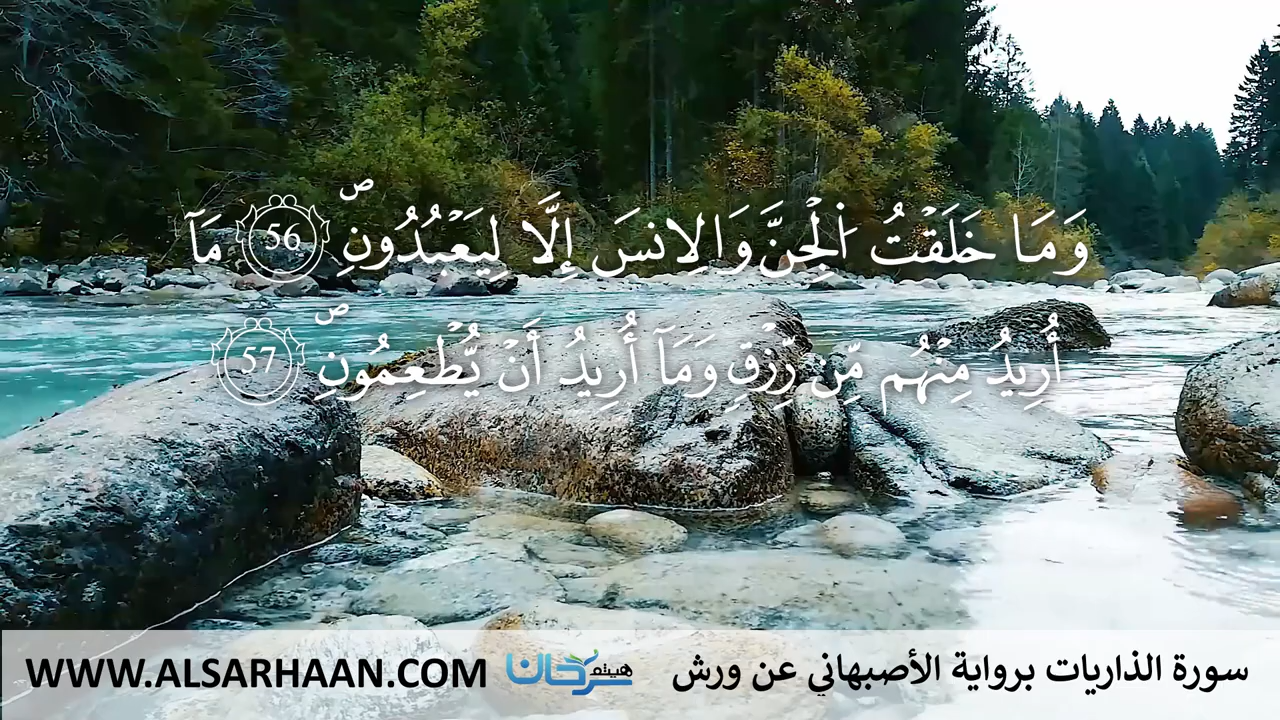 وَمَا خَلَقْتُ اُ۬لْجِنَّ وَالِانسَ إِلَّا لِيَعْبُدُونِۖ 56 مَآ
أُرِيدُ مِنْهُم مِّن رِّزْقٖ وَمَآ أُرِيدُ أَنْ يُّطْعِمُونِۖ 57
WWW.ALSARHAAN.COM هيثم سرحان سورة الذاريات برواية الأصبهاني عن ورش